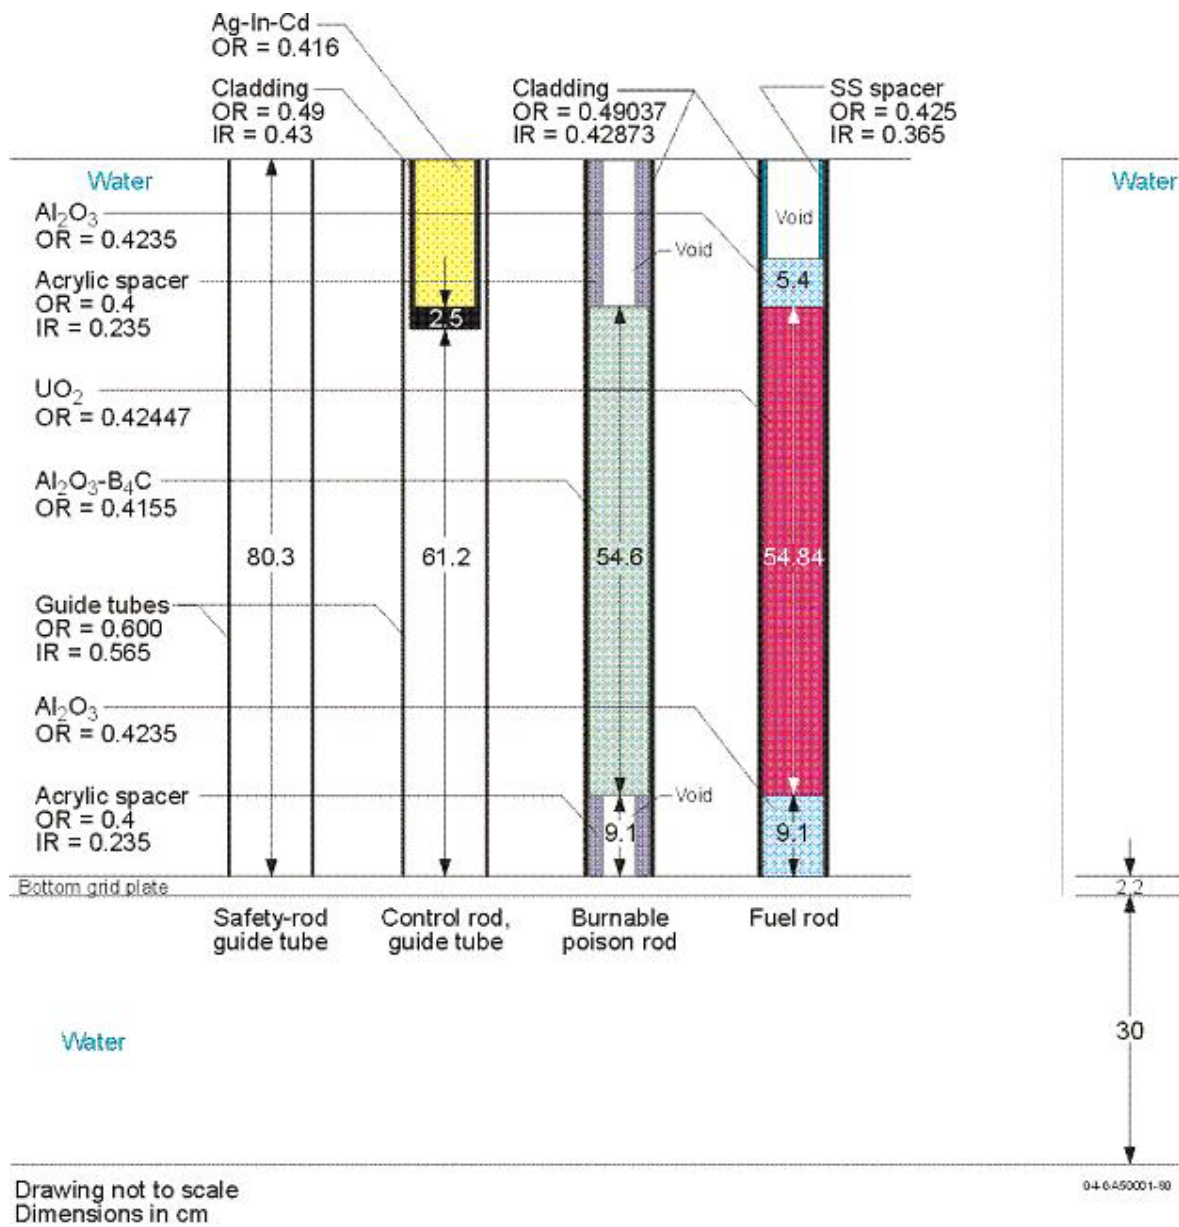 Ag-In-Cd
OR = 0.416
Cladding
OR = 0.49
IR = 0.43
Cladding
OR = 0.49037
IR = 0.42873
SS spacer
OR = 0.425
IR = 0.365
Water
Water
Al₂O₃
OR = 0.4235
Void
Void
Acrylic spacer
OR = 0.4
IR = 0.235
5.4
2.5
UO₂
OR = 0.42447
Al₂O₃-B₄C
OR = 0.4155
80.3
61.2
54.6
54.84
Guide tubes
OR = 0.600
IR = 0.565
Al₂O₃
OR = 0.4235
Acrylic spacer
OR = 0.4
IR = 0.235
Void
9.1
9.1
Bottom grid plate
2.2
Safety-rod
guide tube
Control rod,
guide tube
Burnable
poison rod
Fuel rod
30
Water
Drawing not to scale
Dimensions in cm